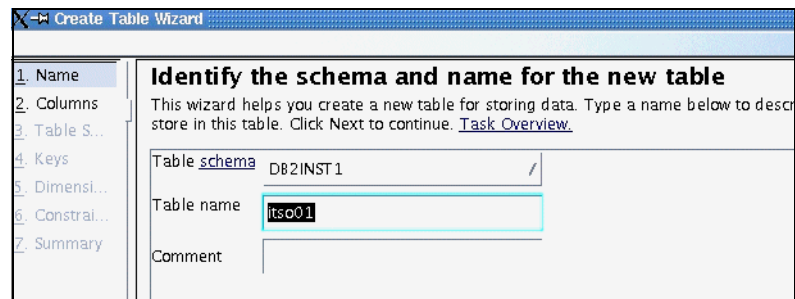 Create Table Wizard
1. Name
2. Columns
3. Table S...
4. Keys
5. Dimensi...
6. Constrai...
7. Summary
Identify the schema and name for the new table
This wizard helps you create a new table for storing data. Type a name below to descr
store in this table. Click Next to continue. Task Overview.
Table schema DB2INST1
Table name itso01
Comment